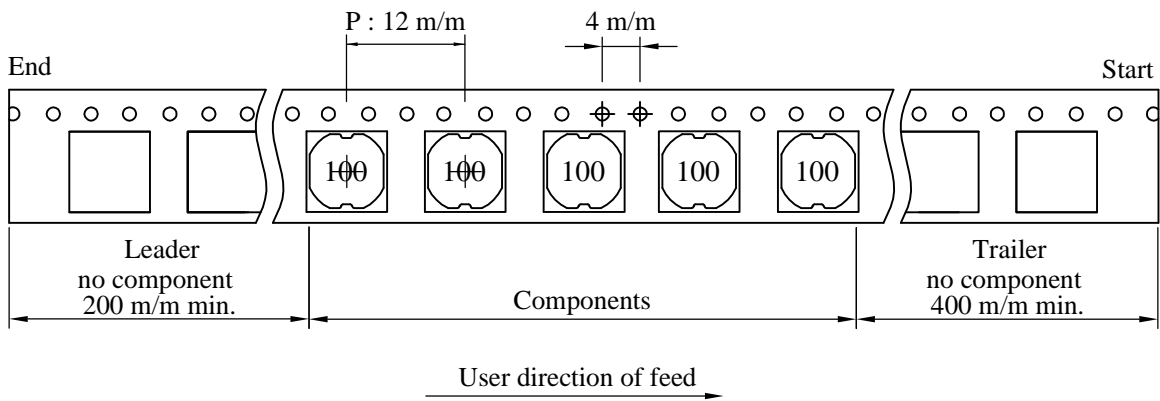 P : 12 m/m
4 m/m
End
Start
100 100 100 100 100
Leader
no component
200 m/m min.
Components
Trailer
no component
400 m/m min.
User direction of feed